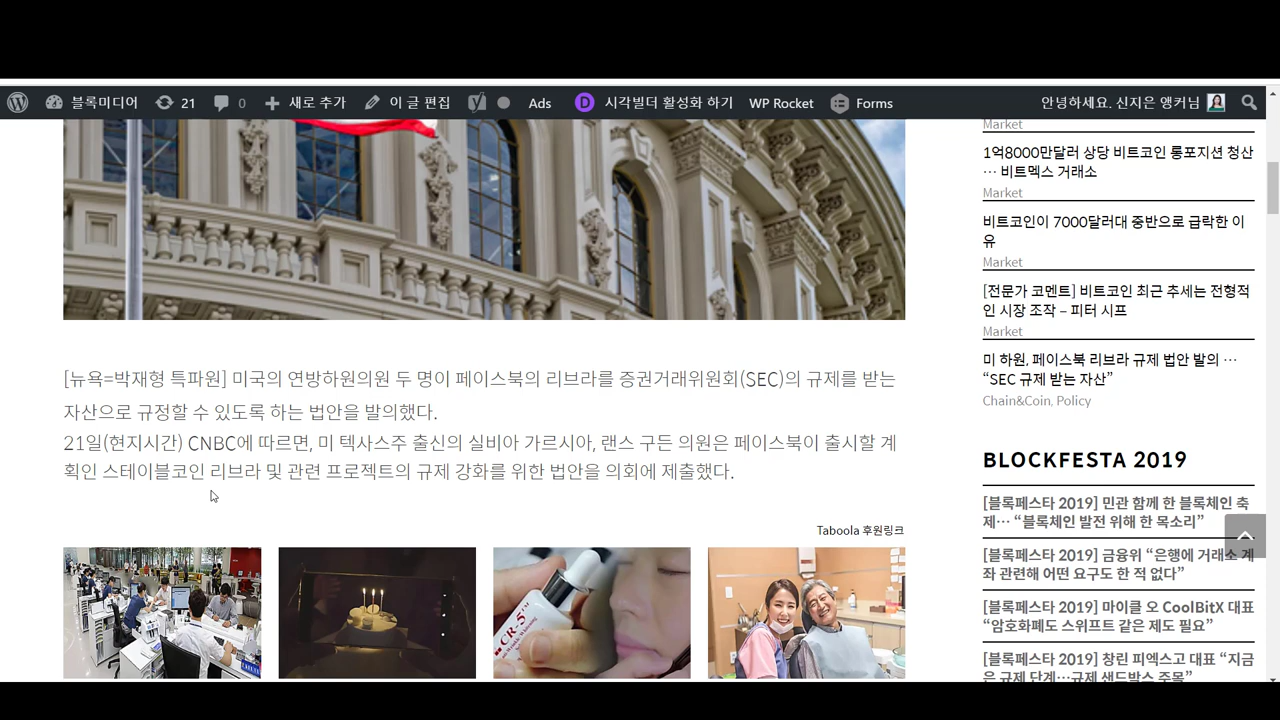 블록미디어 21 0 새로 추가 이 글 편집 Ads D 시각빌더 활성화 하기 WP Rocket Forms 안녕하세요. 신지은 앵커님
[뉴욕=박재형 특파원] 미국의 연방하원의원 두 명이 페이스북의 리브라를 증권거래위원회(SEC)의 규제를 받는
자산으로 규정할 수 있도록 하는 법안을 발의했다.
21일(현지시간) CNBC에 따르면, 미 텍사스주 출신의 실비아 가르시아, 랜스 구든 의원은 페이스북이 출시할 계
획인 스테이블코인 리브라 및 관련 프로젝트의 규제 강화를 위한 법안을 의회에 제출했다.
Taboola 후원링크
CR-5
Market
1억8000만달러 상당 비트코인 롱포지션 청산
… 비트멕스 거래소
Market
비트코인이 7000달러대 중반으로 급락한 이
유
Market
[전문가 코멘트] 비트코인 최근 추세는 전형적
인 시장 조작 – 피터 시프
Market
미 하원, 페이스북 리브라 규제 법안 발의 …
“SEC 규제 받는 자산”
Chain&Coin, Policy
BLOCKFESTA 2019
[블록페스타 2019] 민관 함께 한 블록체인 축
제… “블록체인 발전 위해 한 목소리”
[블록페스타 2019] 금융위 “은행에 거래소 계
좌 관련해 어떤 요구도 한 적 없다”
[블록페스타 2019] 마이클 오 CoolBitX 대표
“암호화폐도 스위프트 같은 제도 필요”
[블록페스타 2019] 창린 피엑스고 대표 “지금
은 규제 단계…규제 샌드박스 주목”